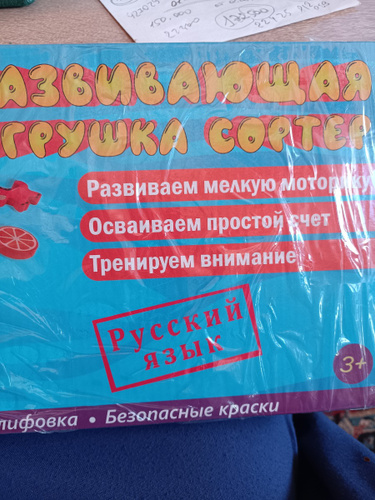 АЗВИВАЮЩАЯ
ГРУШКА СОРТЕР
Развиваем мелкую моторику
Осваиваем простой счет
Тренируем внимание
Русский
язык
3+
лифовка • Безопасные краски